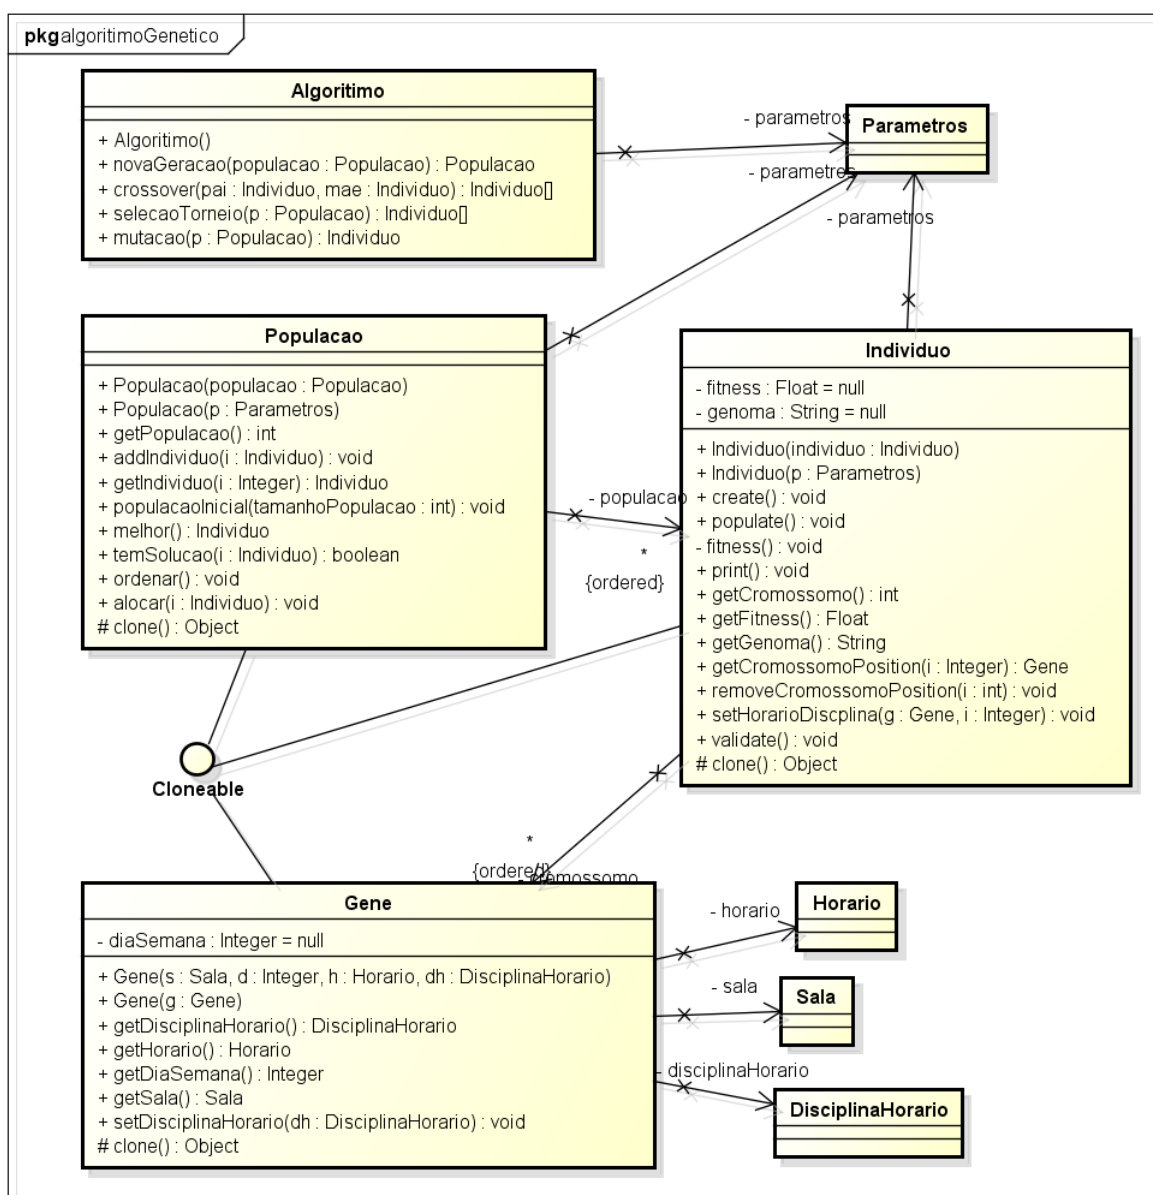 pkg algoritimoGenetico
Algoritimo
+ Algoritimo()
+ novaGeracao(populacao : Populacao) : Populacao
+ crossover(pai : Individuo, mae : Individuo) : Individuo[]
+ selecaoTorneio(p : Populacao) : Individuo[]
+ mutacao(p : Populacao) : Individuo
- parametros
Parametros
- parametros
- parametros
Populacao
+ Populacao(populacao : Populacao)
+ Populacao(p : Parametros)
+ getPopulacao() : int
+ addIndividuo(i : Individuo) : void
+ getIndividuo(i : Integer) : Individuo
+ populacaoInicial(tamanhoPopulacao : int) : void
+ melhor() : Individuo
+ temSolucao(i : Individuo) : boolean
+ ordenar() : void
+ alocar(i : Individuo) : void
# clone() : Object
- populacao
*
{ordered}
Individuo
- fitness : Float = null
- genoma : String = null
+ Individuo(individuo : Individuo)
+ Individuo(p : Parametros)
+ create() : void
+ populate() : void
- fitness() : void
+ print() : void
+ getCromossomo() : int
+ getFitness() : Float
+ getGenoma() : String
+ getCromossomoPosition(i : Integer) : Gene
+ removeCromossomoPosition(i : int) : void
+ setHorarioDiscplina(g : Gene, i : Integer) : void
+ validate() : void
# clone() : Object
Cloneable
*
{ordered}
- cromossomo
Gene
- diaSemana : Integer = null
+ Gene(s : Sala, d : Integer, h : Horario, dh : DisciplinaHorario)
+ Gene(g : Gene)
+ getDisciplinaHorario() : DisciplinaHorario
+ getHorario() : Horario
+ getDiaSemana() : Integer
+ getSala() : Sala
+ setDisciplinaHorario(dh : DisciplinaHorario) : void
# clone() : Object
- horario
Horario
- sala
Sala
- disciplinaHorario
DisciplinaHorario